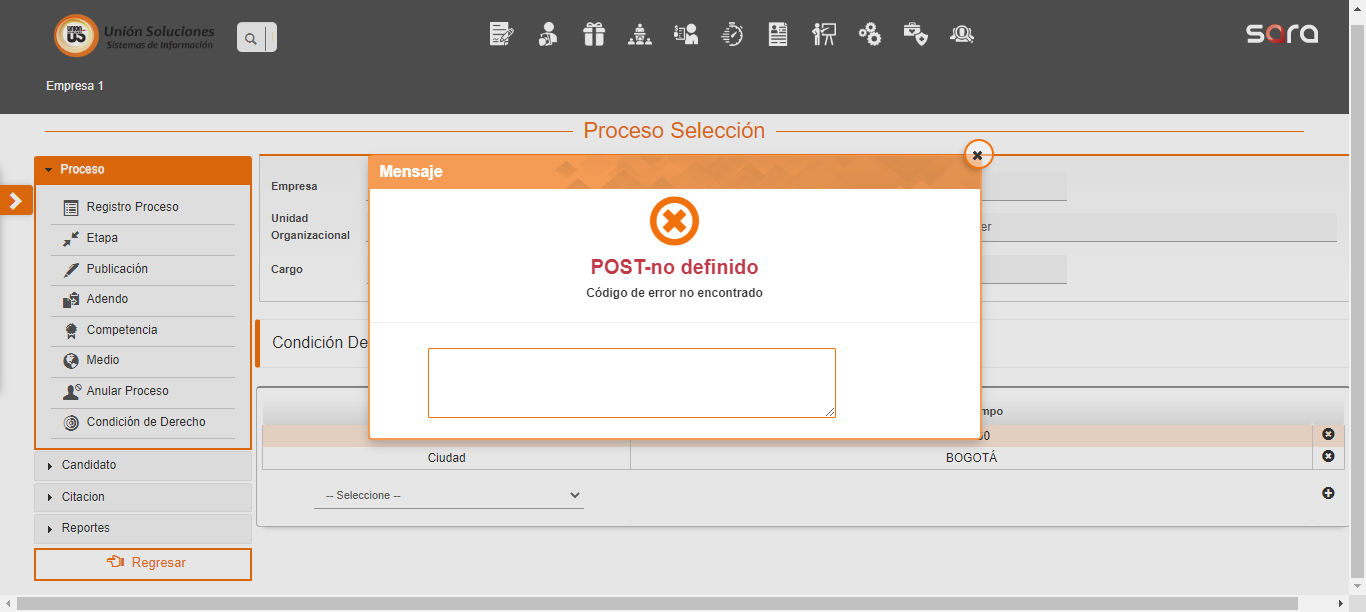 UNIÓN
US
Unión Soluciones
Sistemas de Información
sara
Empresa 1
Proceso Selección
Proceso
Registro Proceso
Etapa
Publicación
Adendo
Competencia
Medio
Anular Proceso
Condición de Derecho
Candidato
Citacion
Reportes
Regresar
Empresa
Unidad
Organizacional
er
Cargo
Condición De
Mensaje
POST-no definido
Código de error no encontrado
mpo
Ciudad
BOGOTÁ
-- Seleccione --